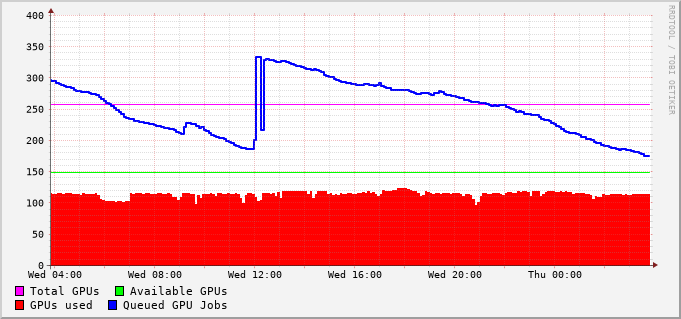 RRDTOOL / TOBI OETIKER
400
350
300
250
200
150
100
50
0
Wed 04:00 Wed 08:00 Wed 12:00 Wed 16:00 Wed 20:00 Thu 00:00
Total GPUs Available GPUs
GPUs used Queued GPU Jobs